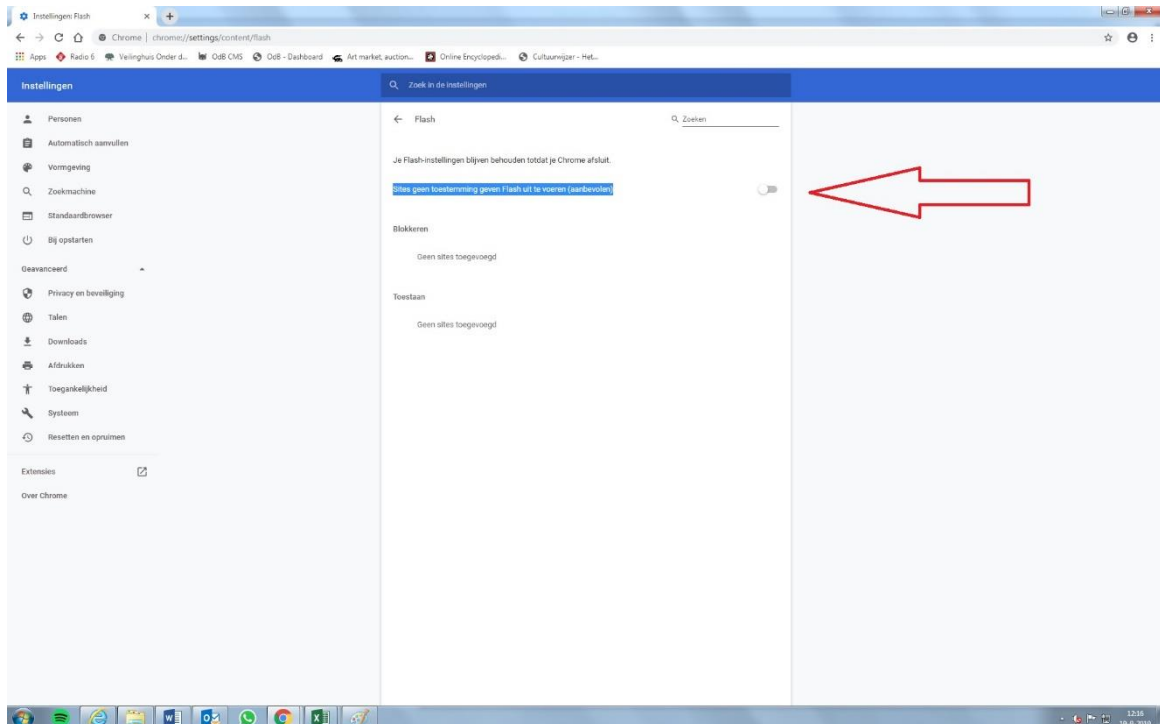 Instellingen: Flash
Chrome | chrome://settings/content/flash
Apps Radio 6 Veilinghuis Onder d... OdB CMS OdB - Dashboard Art market, auction... Online Encyclopedi... Cultuurwijzer - Het...
Instellingen
Zoek in de instellingen
Personen
Automatisch aanvullen
Vormgeving
Zoekmachine
Standaardbrowser
Bij opstarten
Geavanceerd
Privacy en beveiliging
Talen
Downloads
Afdrukken
Toegankelijkheid
Systeem
Resetten en opruimen
Extensies
Over Chrome
Flash
Zoeken
Je Flash-instellingen blijven behouden totdat je Chrome afsluit.
Sites geen toestemming geven Flash uit te voeren (aanbevolen)
Blokkeren
Geen sites toegevoegd
Toestaan
Geen sites toegevoegd
12:16